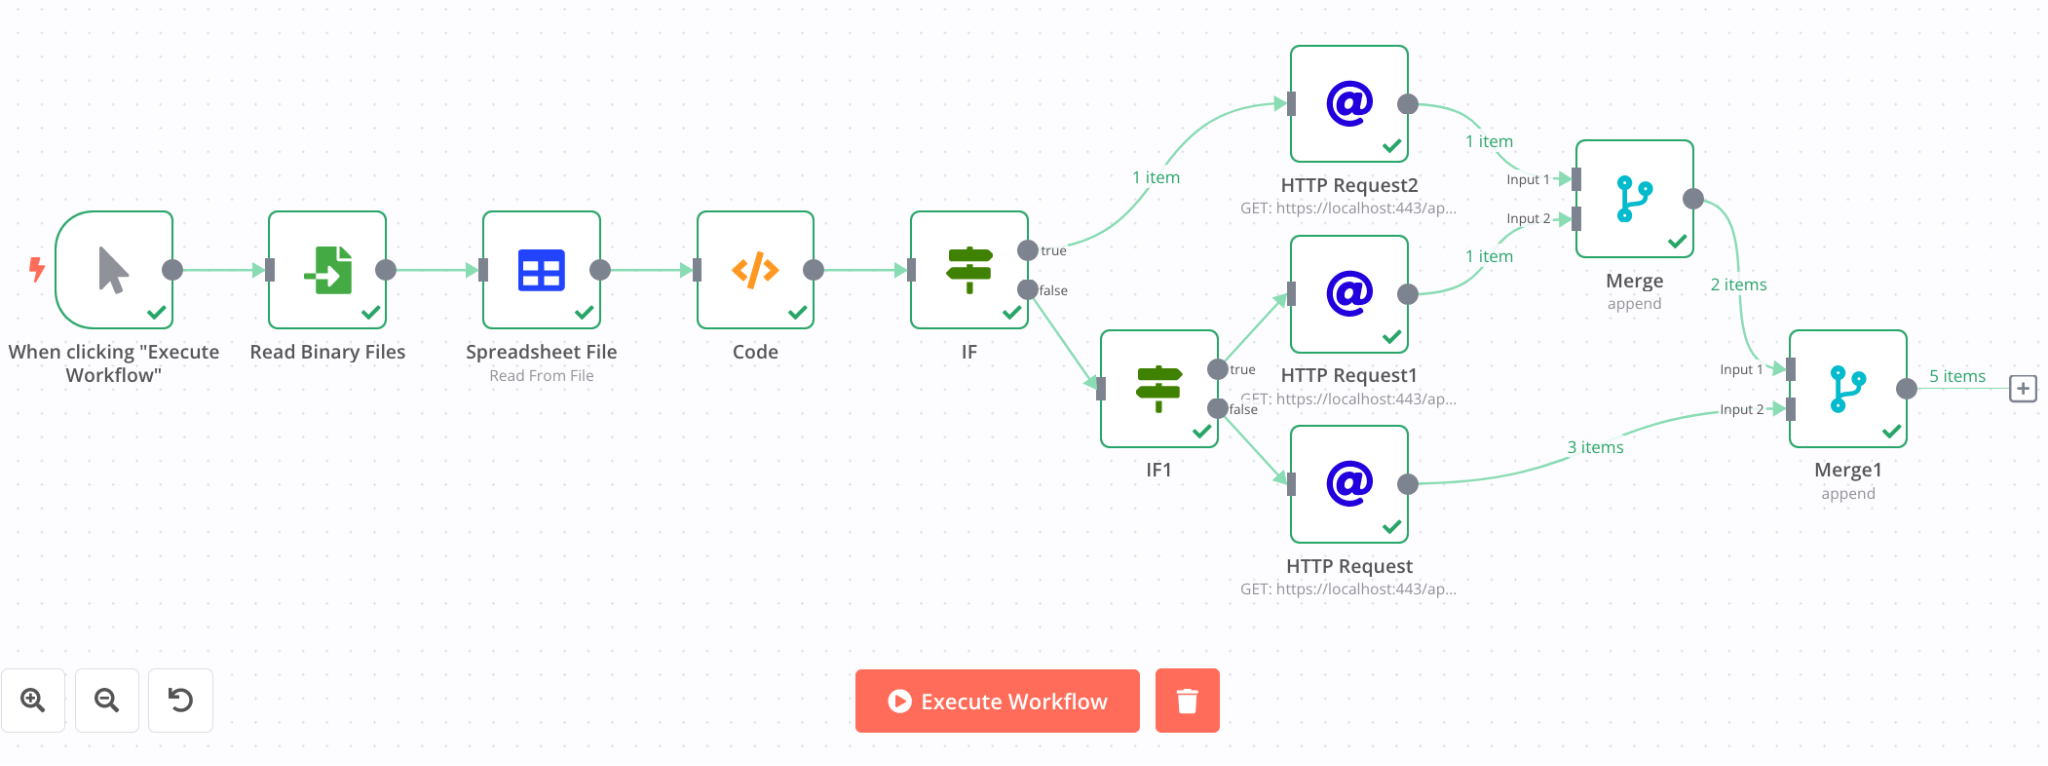 When clicking "Execute
Workflow"
Read Binary Files
Spreadsheet File
Read From File
Code
IF
true
false
1 item
IF1
true
false
HTTP Request2
GET: https://localhost:443/ap...
HTTP Request1
GET: https://localhost:443/ap...
HTTP Request
GET: https://localhost:443/ap...
1 item
Input 1
Input 2
1 item
Merge
append
2 items
3 items
Input 1
Input 2
Merge1
append
5 items
Execute Workflow